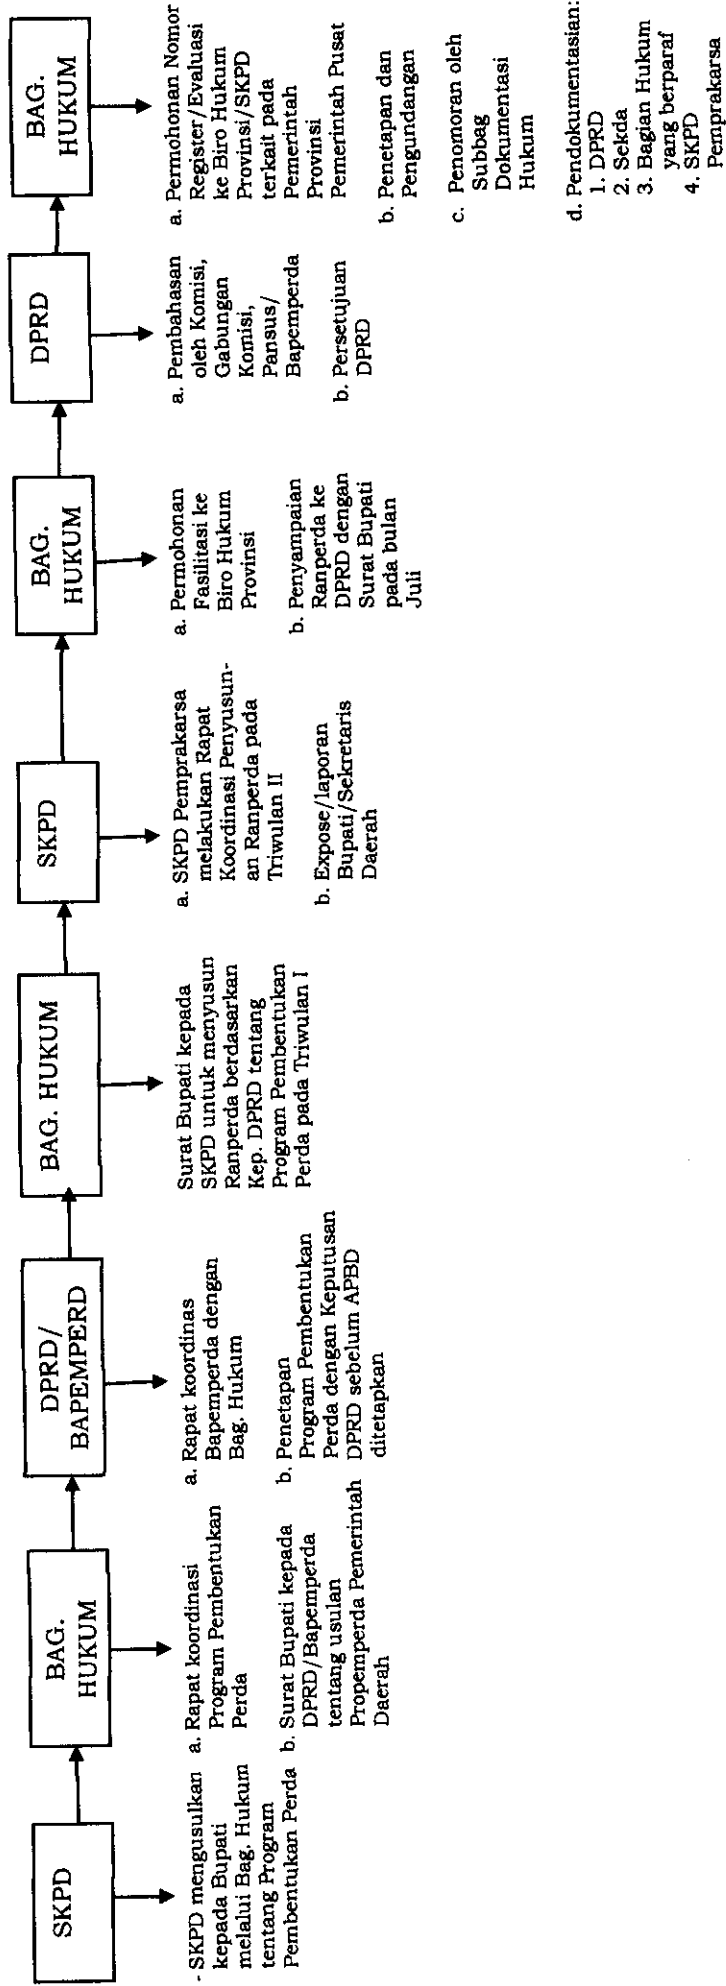 SKPD
- SKPD mengusulkan
kepada Bupati
melalui Bag. Hukum
tentang Program
Pembentukan Perda
BAG.
HUKUM
a. Rapat koordinasi
Program Pembentukan
Perda
b. Surat Bupati kepada
DPRD/Bapemperda
tentang usulan
Propemperda Pemerintah
Daerah
DPRD/
BAPEMPERD
a. Rapat koordinas
Bapemperda dengan
Bag. Hukum
b. Penetapan
Program Pembentukan
Perda dengan Keputusan
DPRD sebelum APBD
ditetapkan
BAG. HUKUM
Surat Bupati kepada
SKPD untuk menyusun
Ranperda berdasarkan
Kep. DPRD tentang
Program Pembentukan
Perda pada Triwulan I
SKPD
a. SKPD Pemprakarsa
melakukan Rapat
Koordinasi Penyusun-
an Ranperda pada
Triwulan II
b. Expose/laporan
Bupati/Sekretaris
Daerah
BAG.
HUKUM
a. Permohonan
Fasilitasi ke
Biro Hukum
Provinsi
b. Penyampaian
Ranperda ke
DPRD dengan
Surat Bupati
pada bulan
Juli
DPRD
a. Pembahasan
oleh Komisi,
Gabungan
Komisi,
Pansus/
Bapemperda
b. Persetujuan
DPRD
BAG.
HUKUM
a. Permohonan Nomor
Register/Evaluasi
ke Biro Hukum
Provinsi/SKPD
terkait pada
Pemerintah
Provinsi
Pemerintah Pusat
b. Penetapan dan
Pengundangan
c. Penomoran oleh
Subbag
Dokumentasi
Hukum
d. Pendokumentasian:
1. DPRD
2. Sekda
3. Bagian Hukum
yang berparaf
4. SKPD
Pemprakarsa